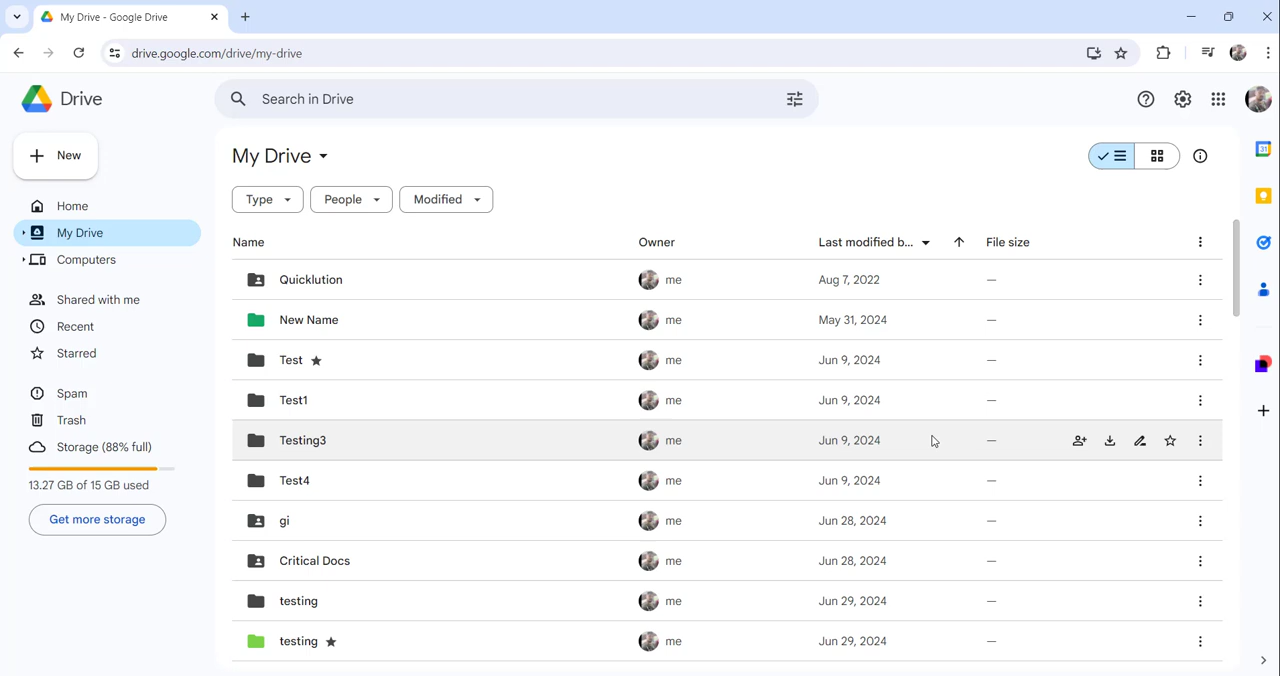 My Drive - Google Drive
drive.google.com/drive/my-drive
Drive
Search in Drive
New
Home
My Drive
Computers
Shared with me
Recent
Starred
Spam
Trash
Storage (88% full)
13.27 GB of 15 GB used
Get more storage
My Drive
Type People Modified
Name Owner Last modified b... File size
Quicklution me Aug 7, 2022 —
New Name me May 31, 2024 —
Test me Jun 9, 2024 —
Test1 me Jun 9, 2024 —
Testing3 me Jun 9, 2024 —
Test4 me Jun 9, 2024 —
gi me Jun 28, 2024 —
Critical Docs me Jun 28, 2024 —
testing me Jun 29, 2024 —
testing me Jun 29, 2024 —
31